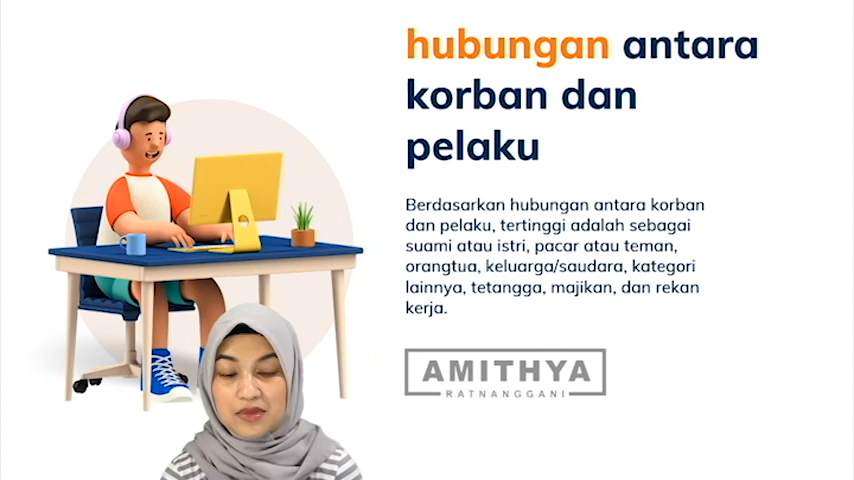 hubungan antara
korban dan
pelaku
Berdasarkan hubungan antara korban
dan pelaku, tertinggi adalah sebagai
suami atau istri, pacar atau teman,
orangtua, keluarga/saudara, kategori
lainnya, tetangga, majikan, dan rekan
kerja.
AMITHYA
RATNANGGANI